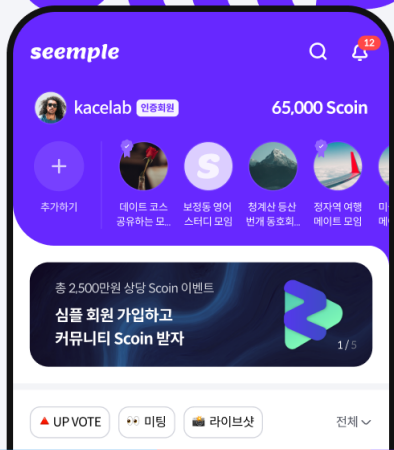 seemple
12
kacelab 인증회원
65,000 Scoin
S
추가하기
데이트 코스
공유하는 모...
보정동 영어
스터디 모임
청계산 등산
번개 동호회...
정자역 여행
메이트 모임
총 2,500만원 상당 Scoin 이벤트
심플 회원 가입하고
커뮤니티 Scoin 받자
1/5
UP VOTE
미팅
라이브샷
전체